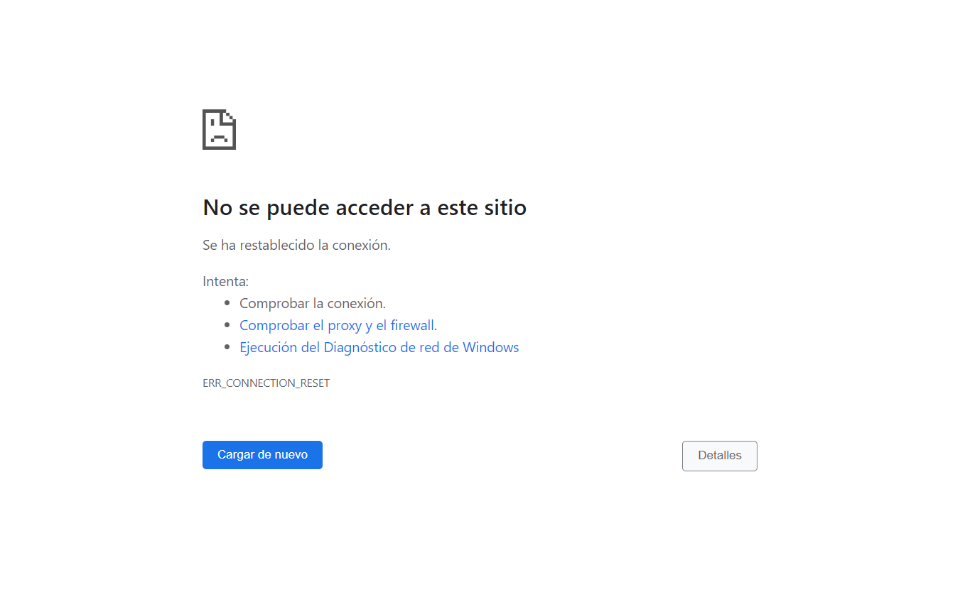 No se puede acceder a este sitio
Se ha restablecido la conexión.
Intenta:
Comprobar la conexión.
Comprobar el proxy y el firewall.
Ejecución del Diagnóstico de red de Windows
ERR_CONNECTION_RESET
Cargar de nuevo
Detalles